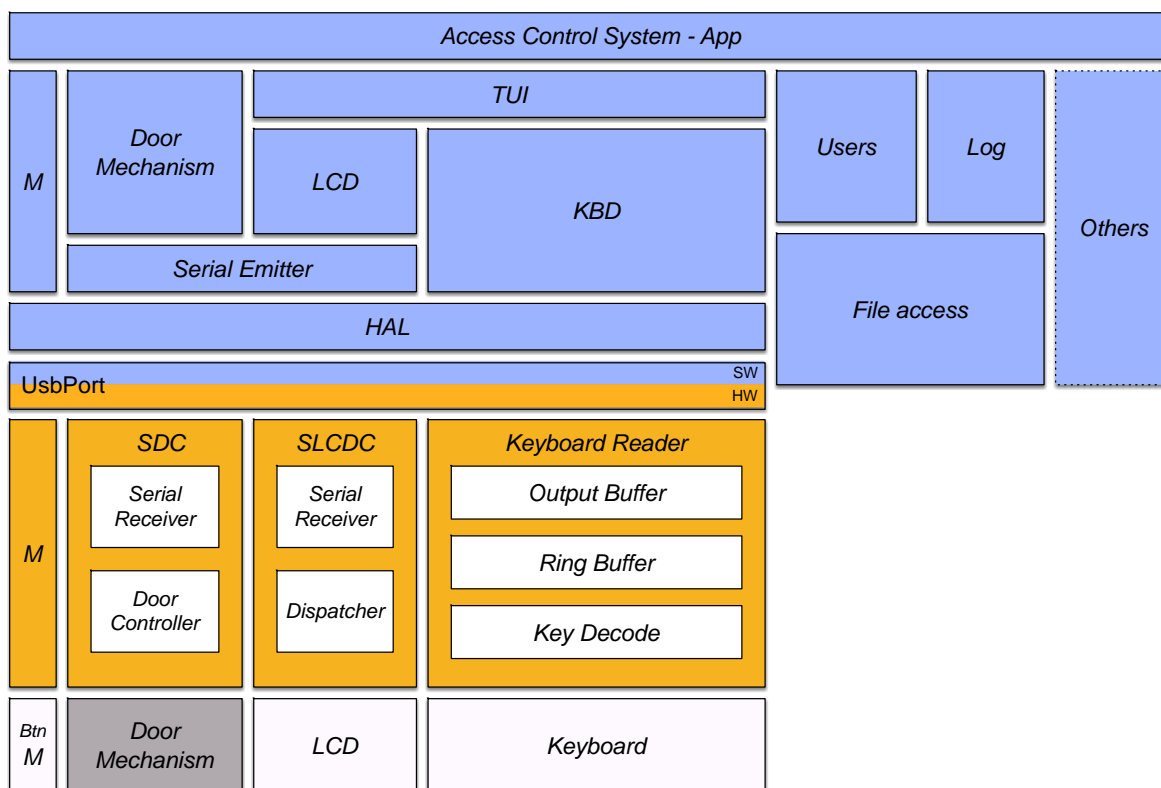 Access Control System - App
M
Door
Mechanism
TUI
LCD
KBD
Serial Emitter
Users
Log
Others
File access
HAL
UsbPort
SW
HW
M
SDC
Serial
Receiver
Door
Controller
SLCDC
Serial
Receiver
Dispatcher
Keyboard Reader
Output Buffer
Ring Buffer
Key Decode
Btn
M
Door
Mechanism
LCD
Keyboard